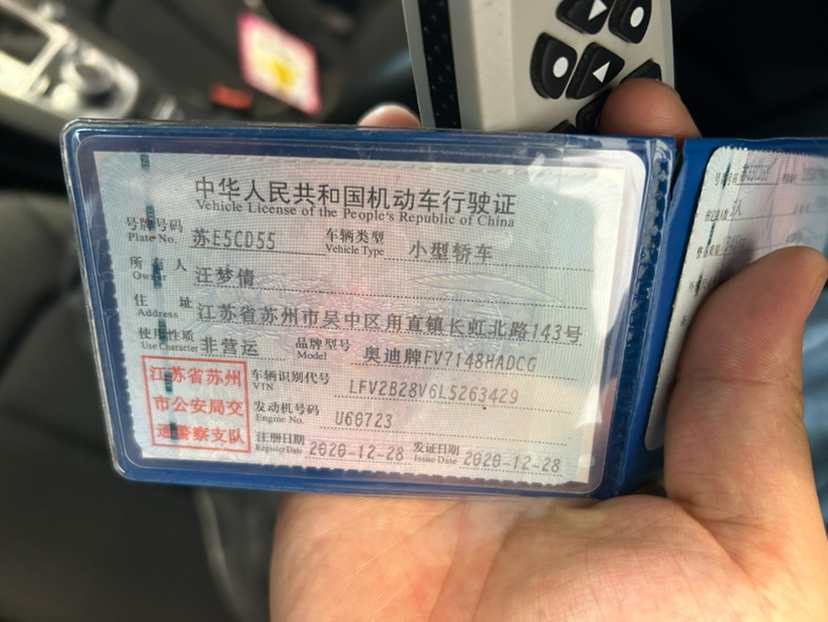 中华人民共和国机动车行驶证
Vehicle License of the People's Republic of China
号牌号码 苏E5CD55 车辆类型 小型轿车
Plate No. Vehicle Type
所有人 汪梦倩
Owner
住址 江苏省苏州市吴中区甪直镇长虹北路143号
Address
使用性质 非营运 品牌型号 奥迪牌FV7148HADCG
Use Character Model
江苏省苏州
市公安局交
通警察支队
车辆识别代号 LFV2B28V6L5263429
VIN
发动机号码 U60723
Engine No.
注册日期 2020-12-28 发证日期 2020-12-28
Register Date Issue Date